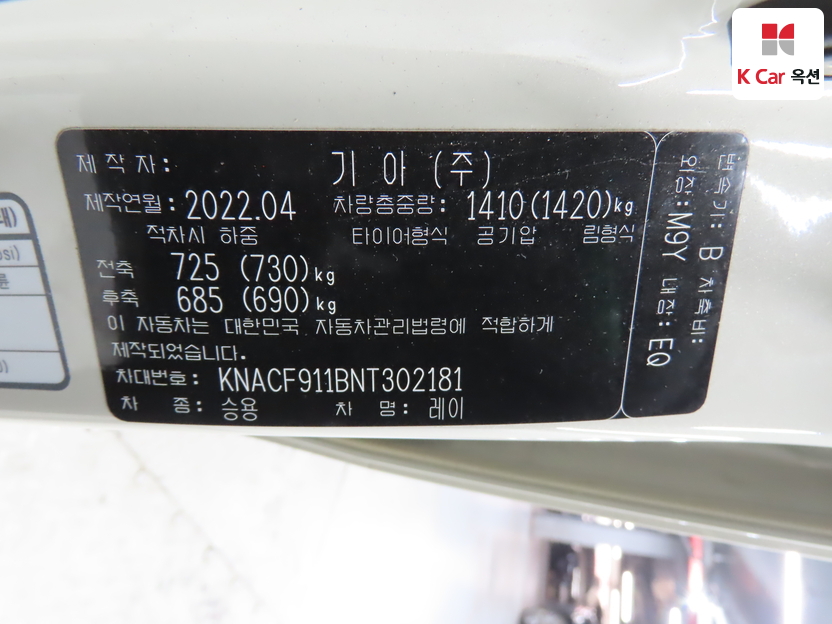 K Car 옥션
제 작 자 : 기 아 (주)
제작연월 : 2022.04 차량총중량: 1410(1420)kg
적차시 하중 타이어형식 공기압 림형식
전축 725 (730)kg
후축 685 (690)kg
이 자동차는 대한민국 자동차관리법령에 적합하게
제작되었습니다.
차대번호: KNACF911BNT302181
차 종: 승용 차 명: 레이
변속기: B 차축비:
외장: M9Y 내장: EQ